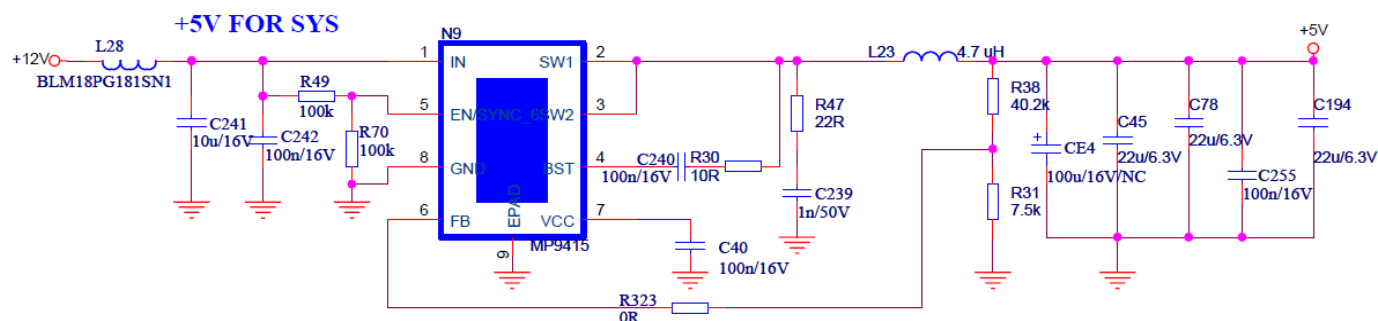 +5V FOR SYS
N9
+12V
L28
BLM18PG181SN1
1
IN
SW1
2
L23
4.7 uH
+5V
R49
100k
5
EN/SYNC_6SW2
3
R47
22R
R38
40.2k
C241
10u/16V
C242
100n/16V
R70
100k
8
GND
BST
4
C240
100n/16V
R30
10R
C239
1n/50V
CE4
100u/16V/NC
C45
22u/6.3V
C78
22u/6.3V
C255
100n/16V
C194
22u/6.3V
R31
7.5k
6
FB
EPAD
VCC
7
9
MP9415
C40
100n/16V
R323
0R